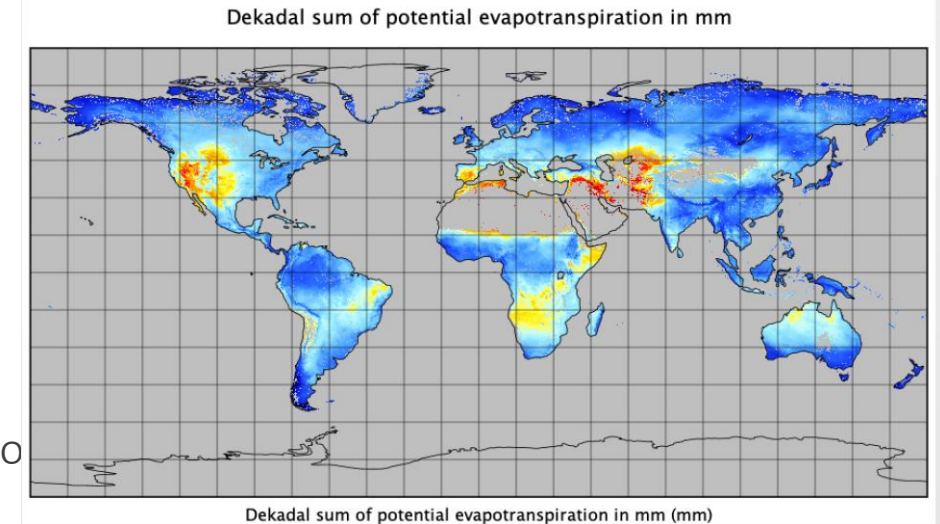 Dekadal sum of potential evapotranspiration in mm
O
Dekadal sum of potential evapotranspiration in mm (mm)